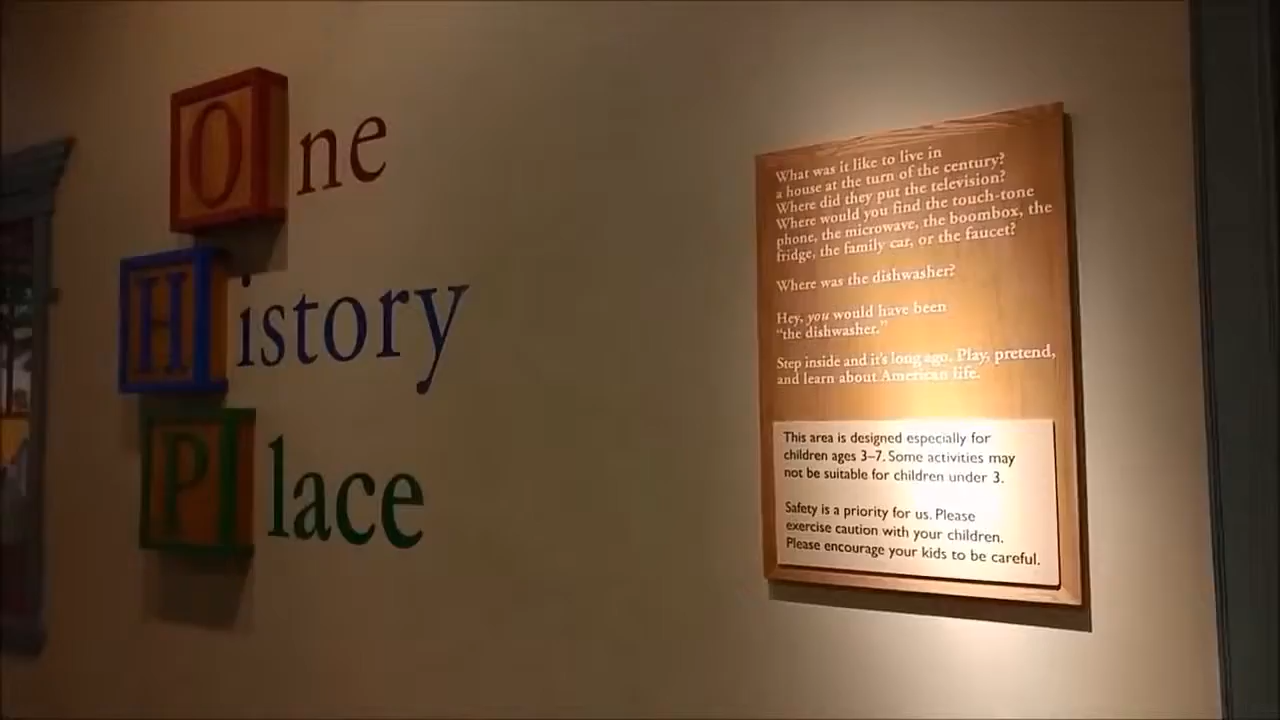 One
History
Place
What was it like to live in
a house at the turn of the century?
Where did they put the television?
Where would you find the touch-tone
phone, the microwave, the boombox, the
fridge, the family car, or the faucet?
Where was the dishwasher?
Hey, you would have been
“the dishwasher.”
Step inside and it's long ago. Play, pretend,
and learn about American life.
This area is designed especially for
children ages 3–7. Some activities may
not be suitable for children under 3.
Safety is a priority for us. Please
exercise caution with your children.
Please encourage your kids to be careful.